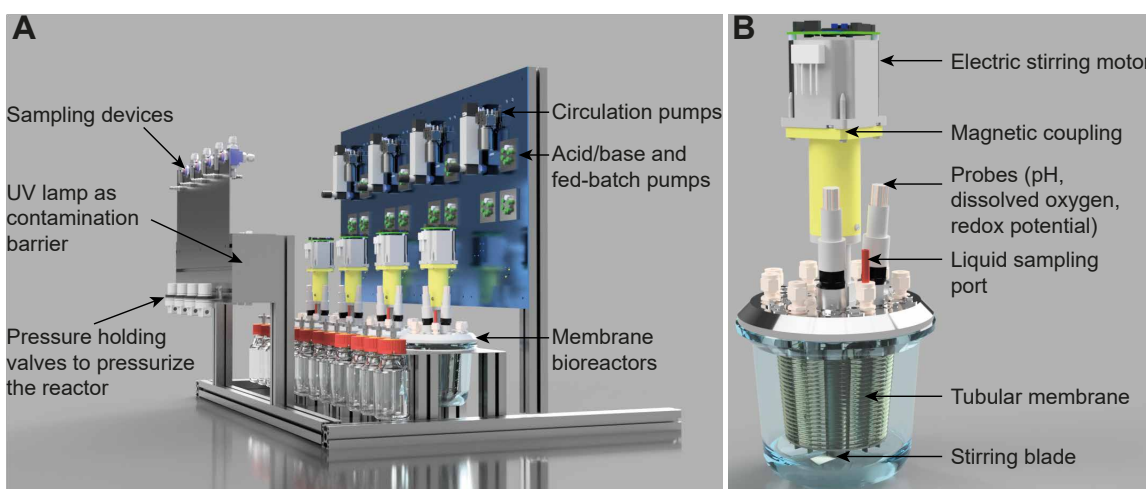 A
Sampling devices
UV lamp as
contamination
barrier
Pressure holding
valves to pressurize
the reactor
Circulation pumps
Acid/base and
fed-batch pumps
Membrane
bioreactors
B
Electric stirring motor
Magnetic coupling
Probes (pH,
dissolved oxygen,
redox potential)
Liquid sampling
port
Tubular membrane
Stirring blade